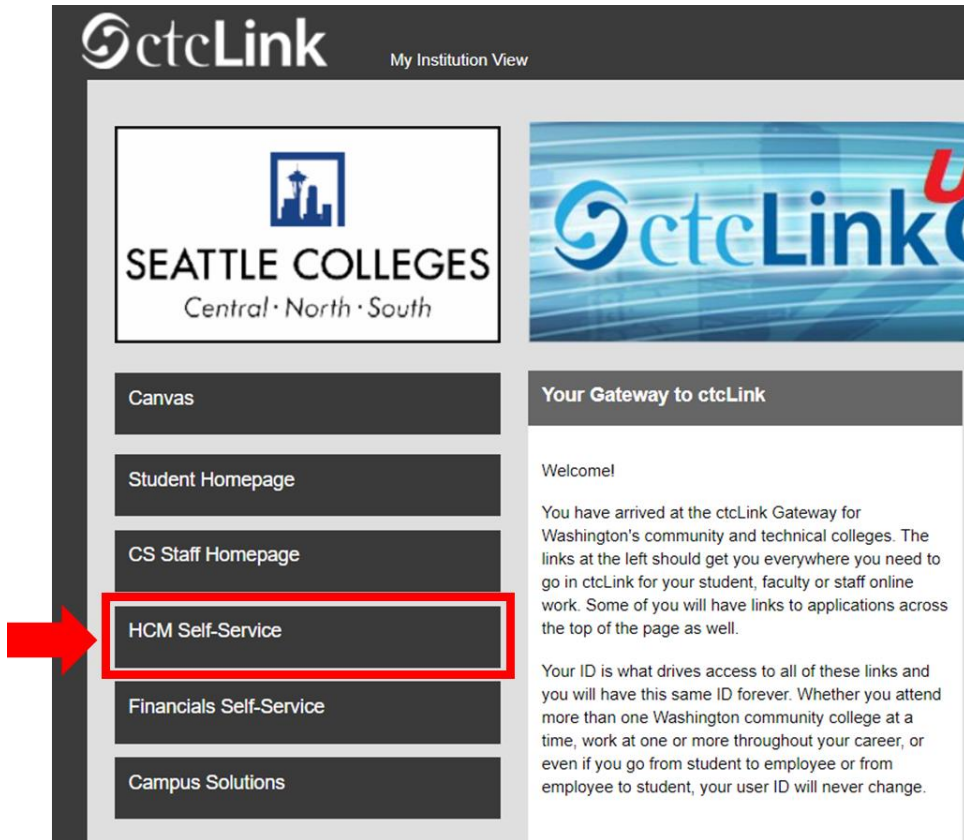 ctcLink
My Institution View
SEATTLE COLLEGES
Central · North · South
ctcLink
Canvas
Student Homepage
CS Staff Homepage
HCM Self-Service
Financials Self-Service
Campus Solutions
Your Gateway to ctcLink
Welcome!
You have arrived at the ctcLink Gateway for
Washington's community and technical colleges. The
links at the left should get you everywhere you need to
go in ctcLink for your student, faculty or staff online
work. Some of you will have links to applications across
the top of the page as well.
Your ID is what drives access to all of these links and
you will have this same ID forever. Whether you attend
more than one Washington community college at a
time, work at one or more throughout your career, or
even if you go from student to employee or from
employee to student, your user ID will never change.